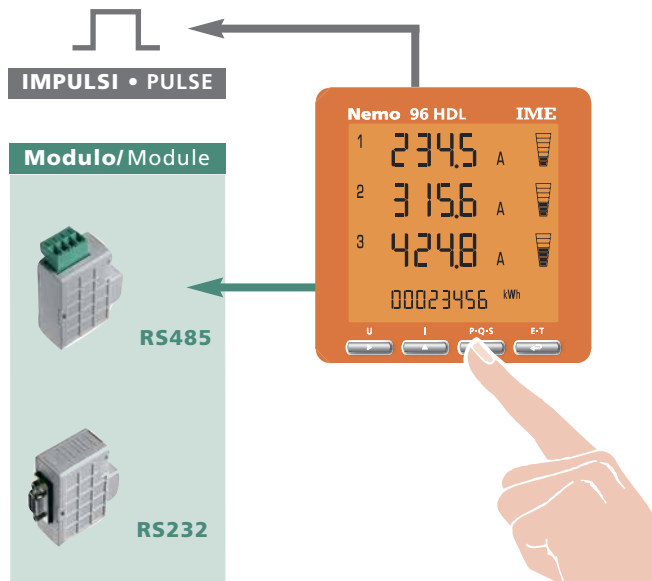 IMPULSI • PULSE
Nemo 96 HDL IME
Modulo/Module
1 234.5 A
2 315.6 A
3 424.8 A
00023456 kWh
U I P·Q·S E·T
RS485
RS232